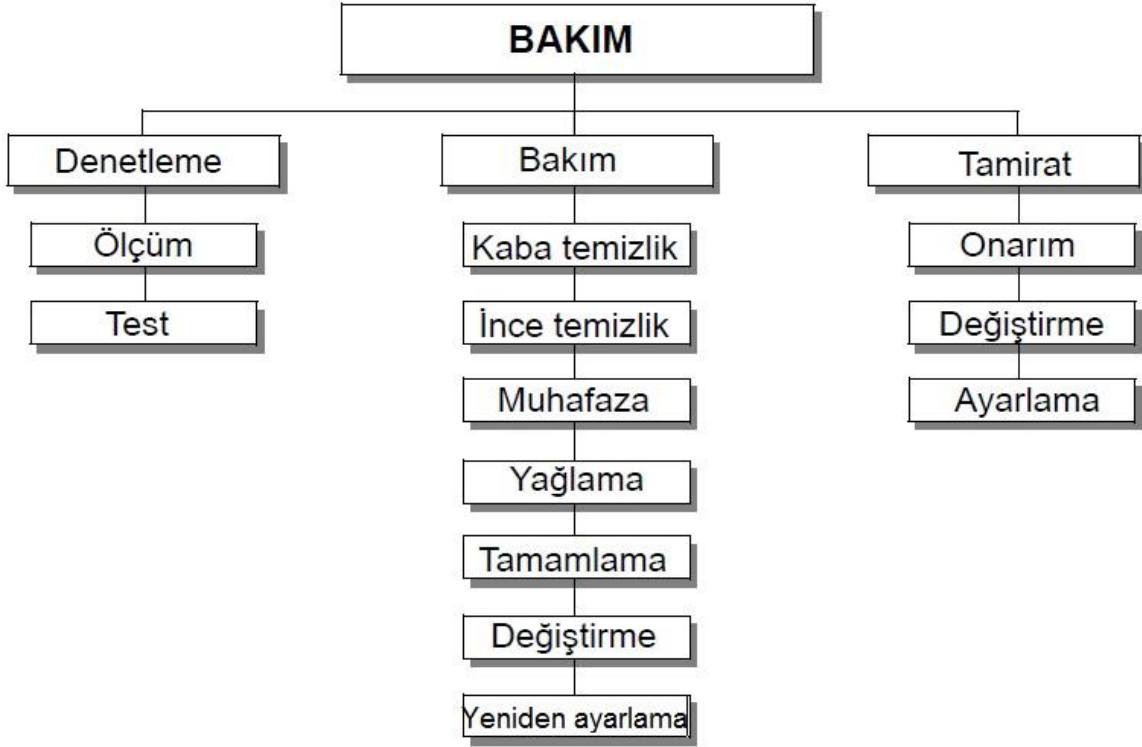 BAKIM
Denetleme
Ölçüm
Test
Bakım
Kaba temizlik
İnce temizlik
Muhafaza
Yağlama
Tamamlama
Değiştirme
Yeniden ayarlama
Tamirat
Onarım
Değiştirme
Ayarlama